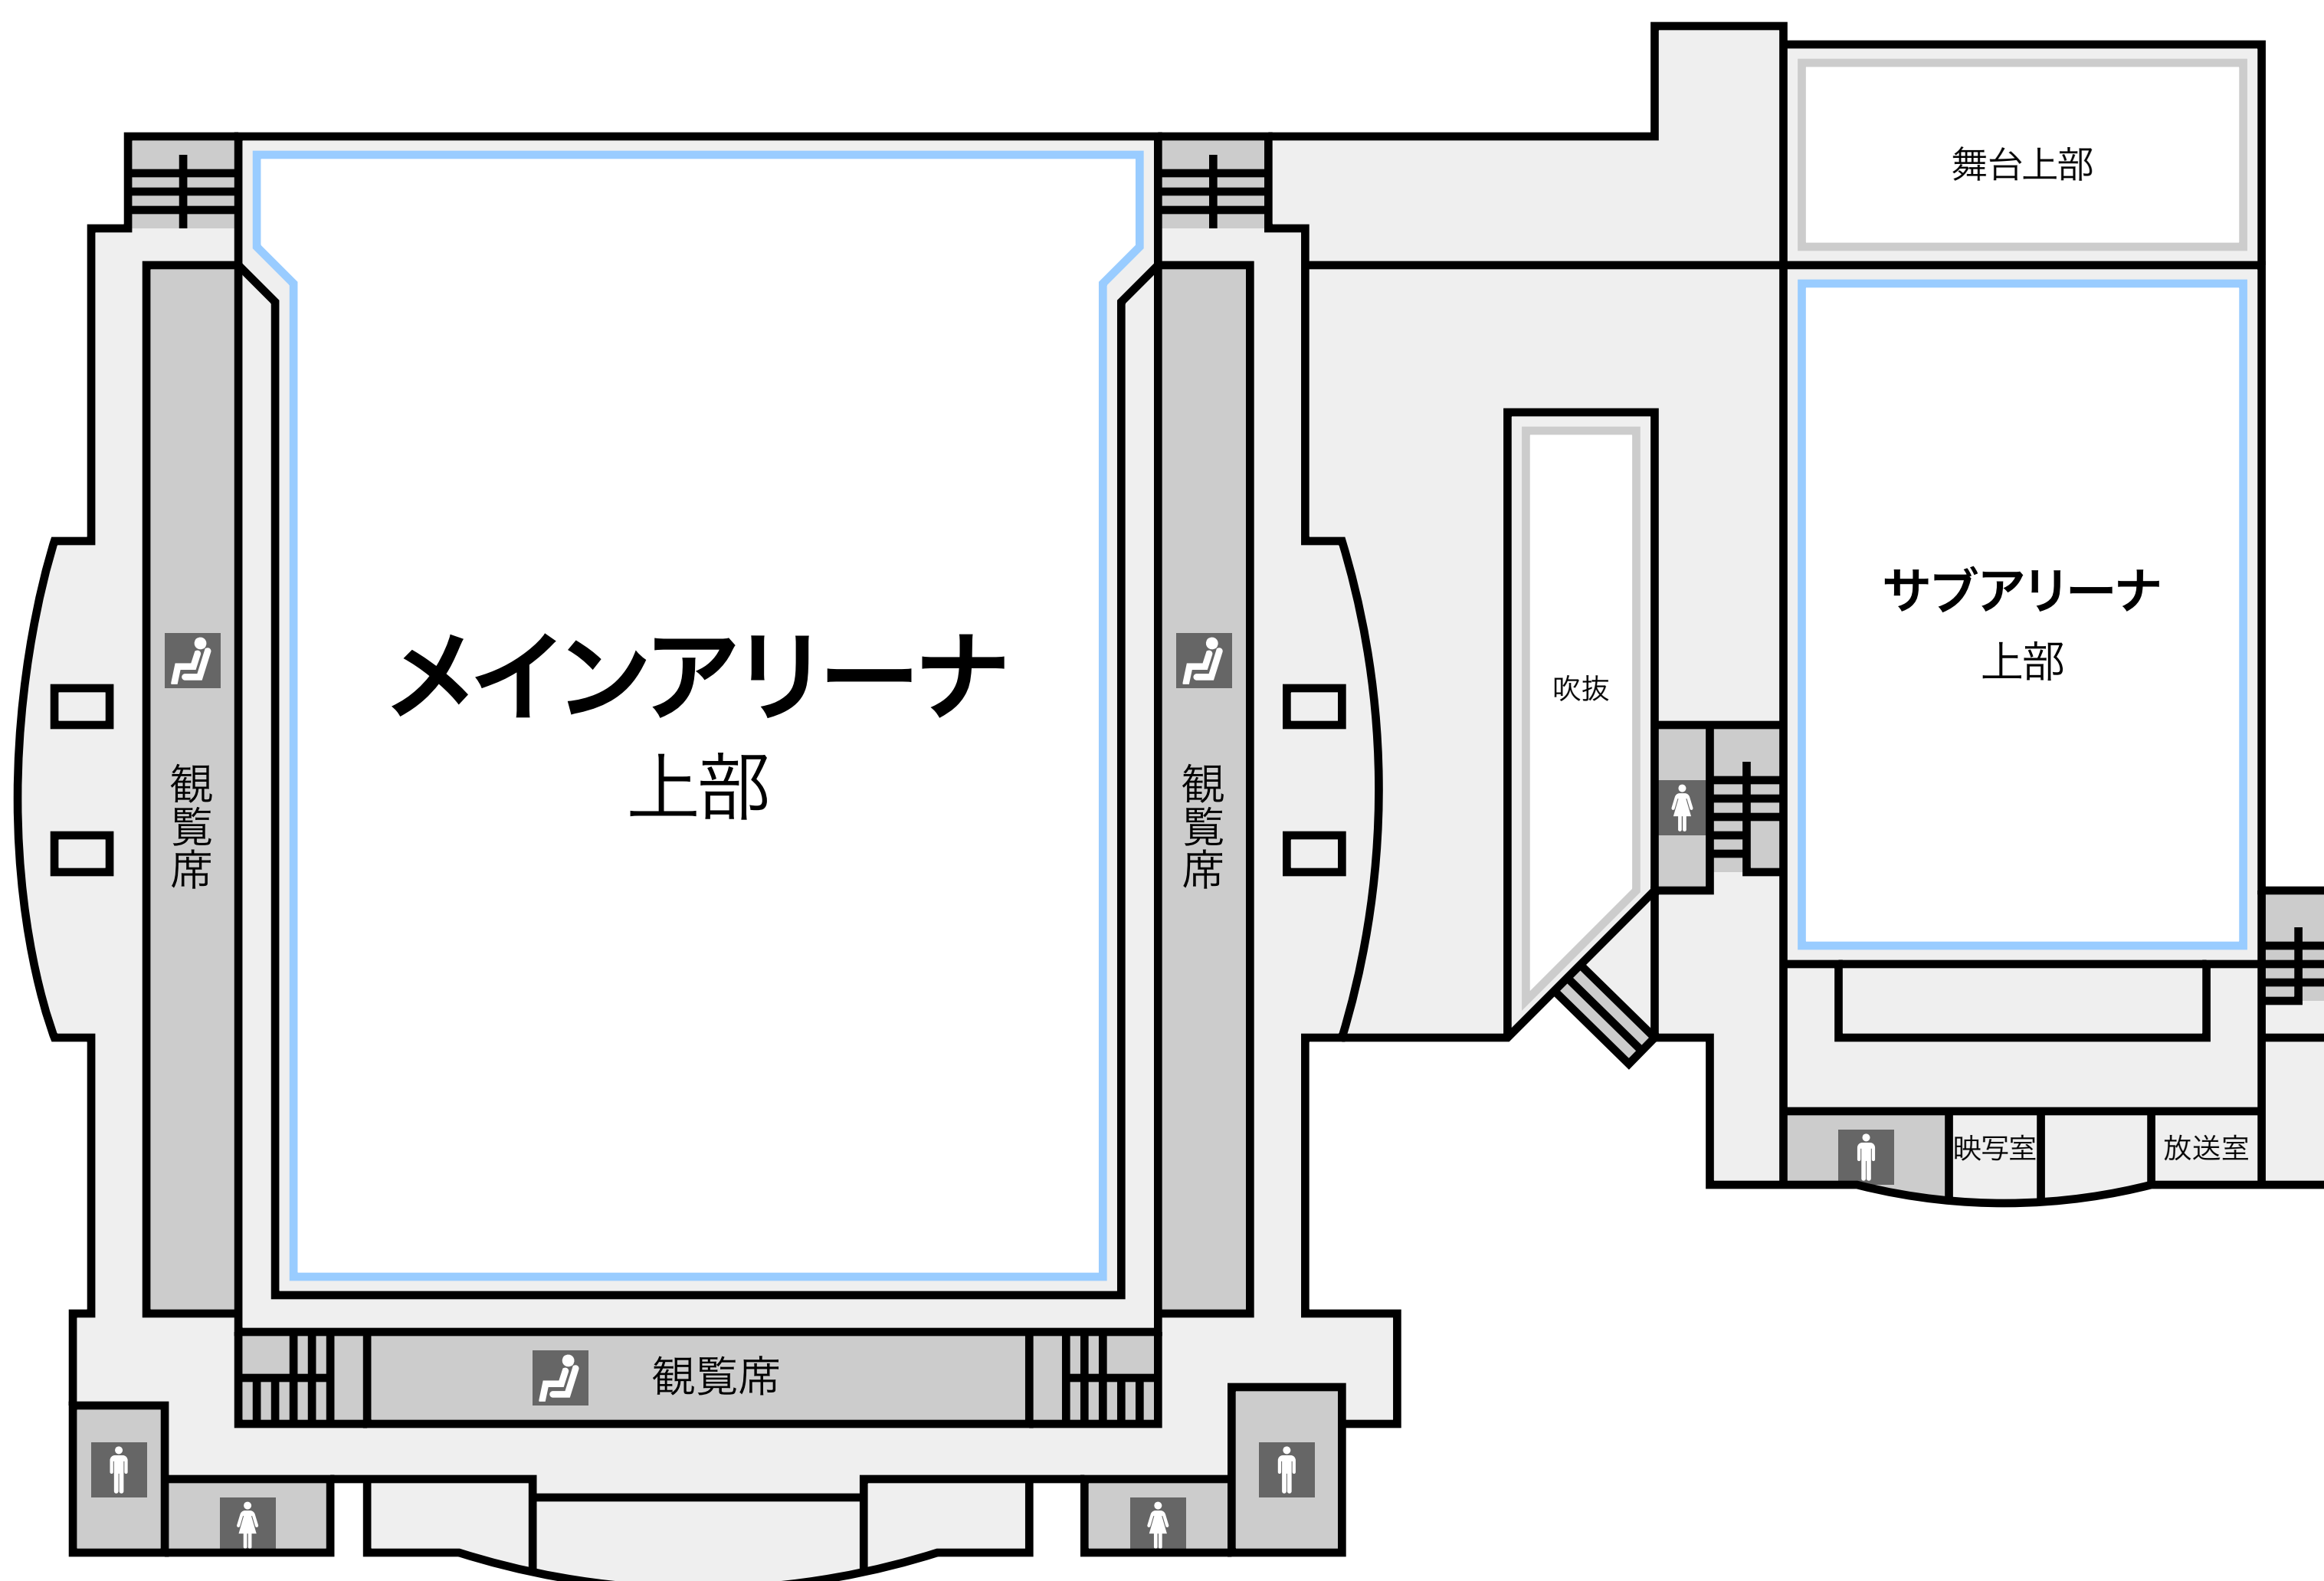 舞台上部
メインアリーナ
上部
サブアリーナ
上部
吹抜
観覧席
観覧席
観覧席
映写室
放送室